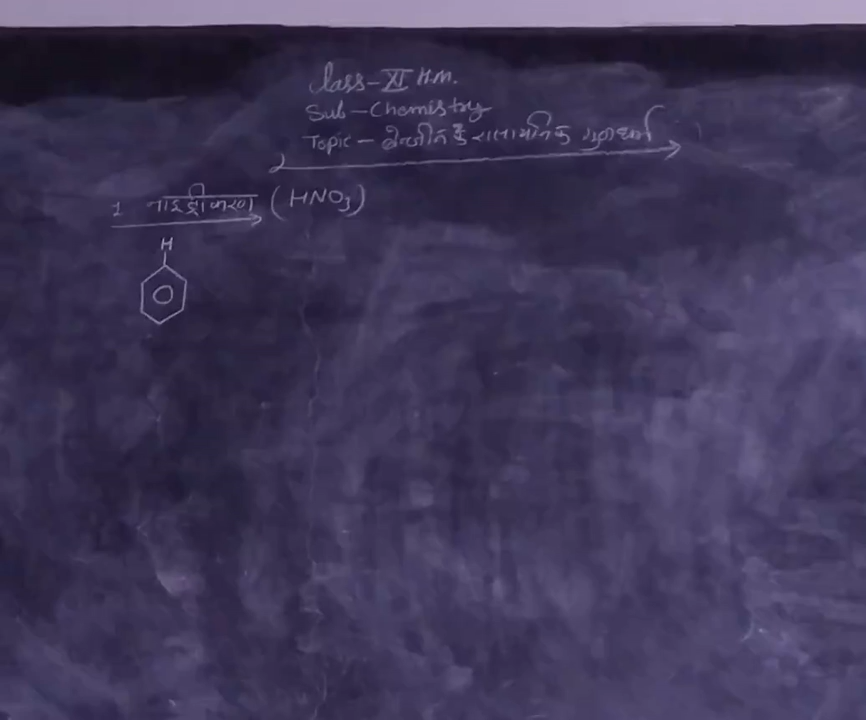 Class-XI H.M.
Sub-Chemistry
Topic- बेन्जीन के रासायनिक गुणधर्म
1 नाइट्रीकरण (HNO3)
H